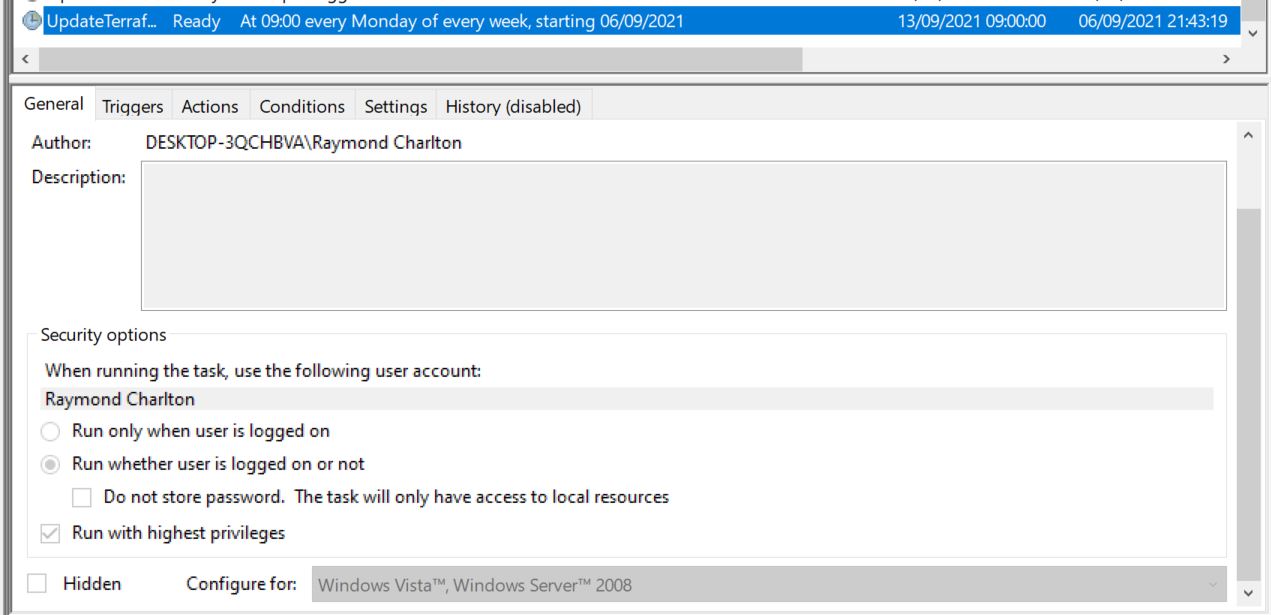 UpdateTerraf... Ready At 09:00 every Monday of every week, starting 06/09/2021 13/09/2021 09:00:00 06/09/2021 21:43:19
General Triggers Actions Conditions Settings History (disabled)
Author: DESKTOP-3QCHBVA\Raymond Charlton
Description:
Security options
When running the task, use the following user account:
Raymond Charlton
Run only when user is logged on
Run whether user is logged on or not
Do not store password. The task will only have access to local resources
Run with highest privileges
Hidden Configure for: Windows Vista™, Windows Server™ 2008